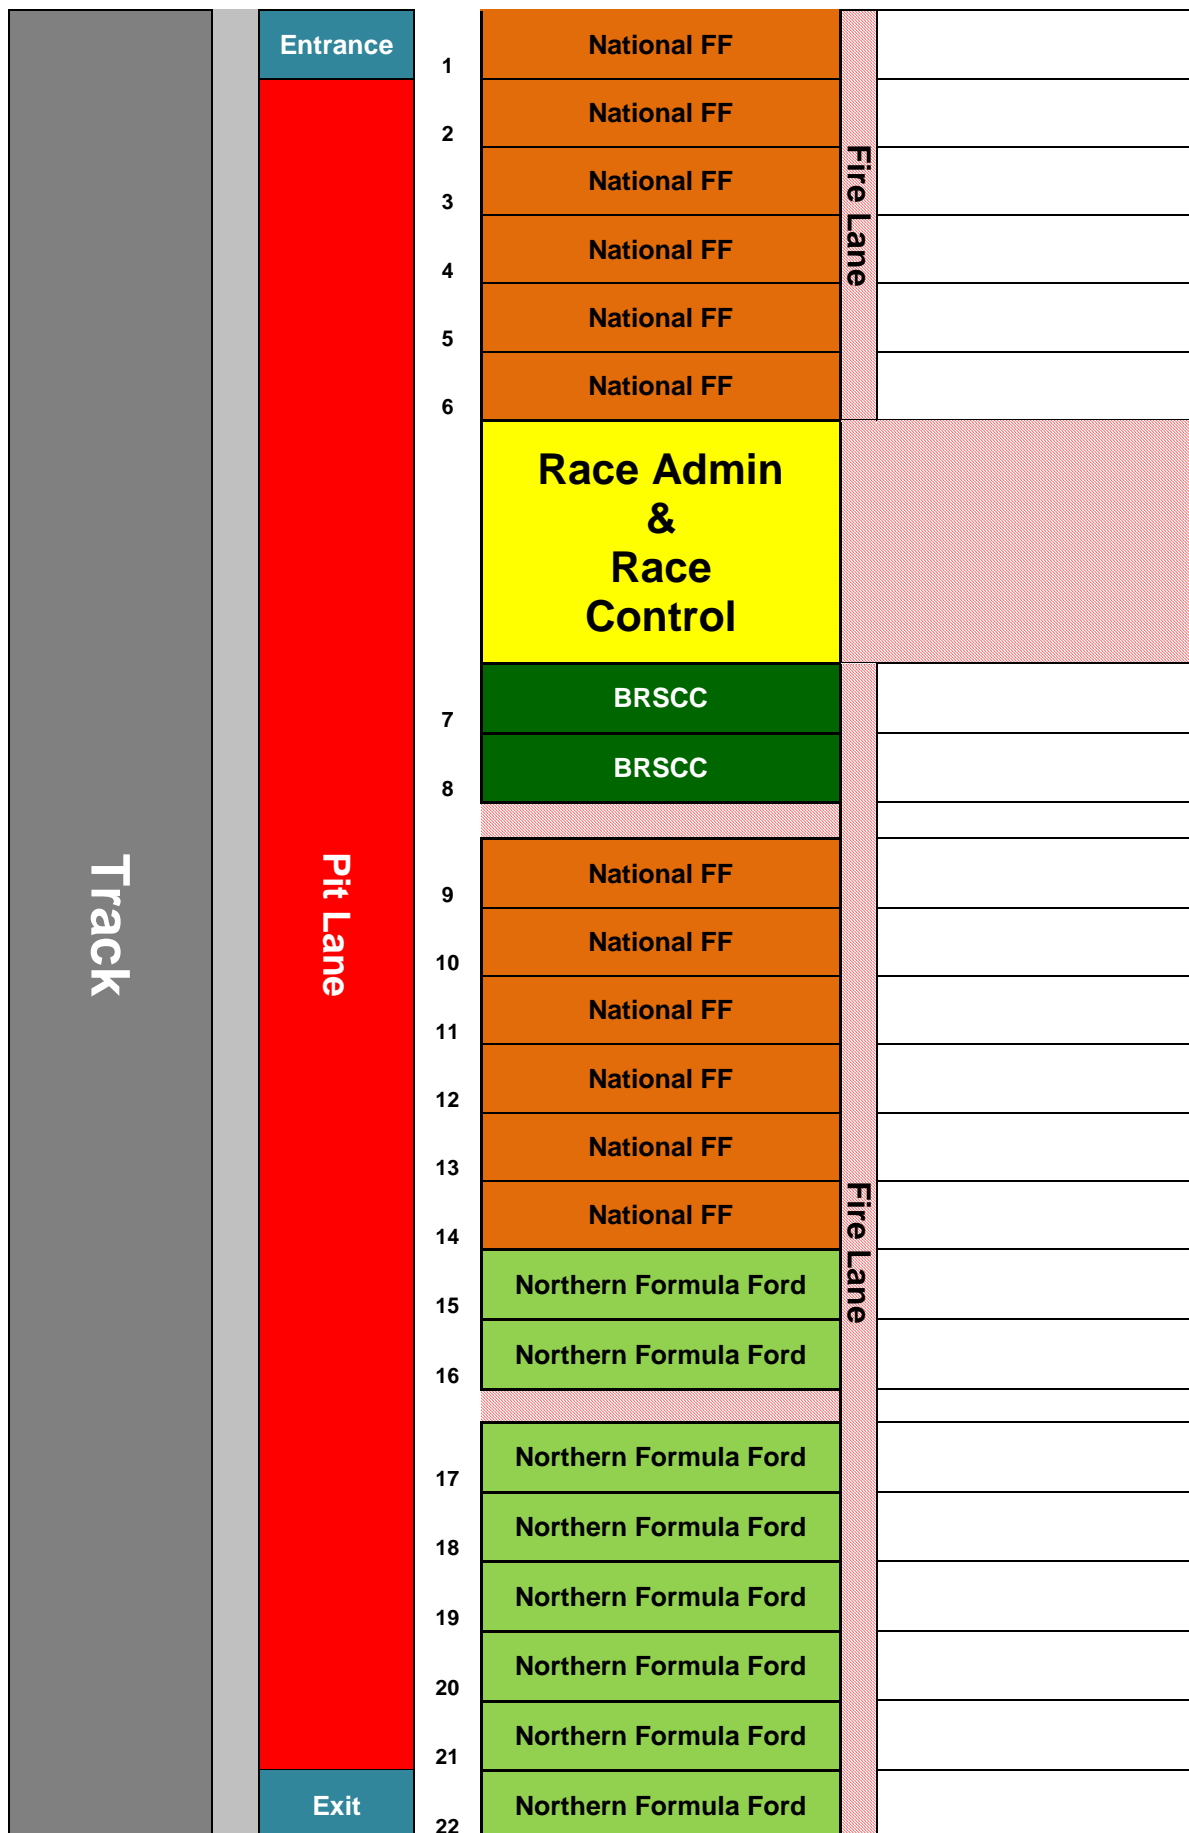 Entrance
1
National FF
2
National FF
3
National FF
4
National FF
5
National FF
6
National FF
Fire Lane
Race Admin
&
Race
Control
7
BRSCC
8
BRSCC
Track
Pit Lane
9
National FF
10
National FF
11
National FF
12
National FF
13
National FF
14
National FF
Fire Lane
15
Northern Formula Ford
16
Northern Formula Ford
17
Northern Formula Ford
18
Northern Formula Ford
19
Northern Formula Ford
20
Northern Formula Ford
21
Northern Formula Ford
Exit
22
Northern Formula Ford